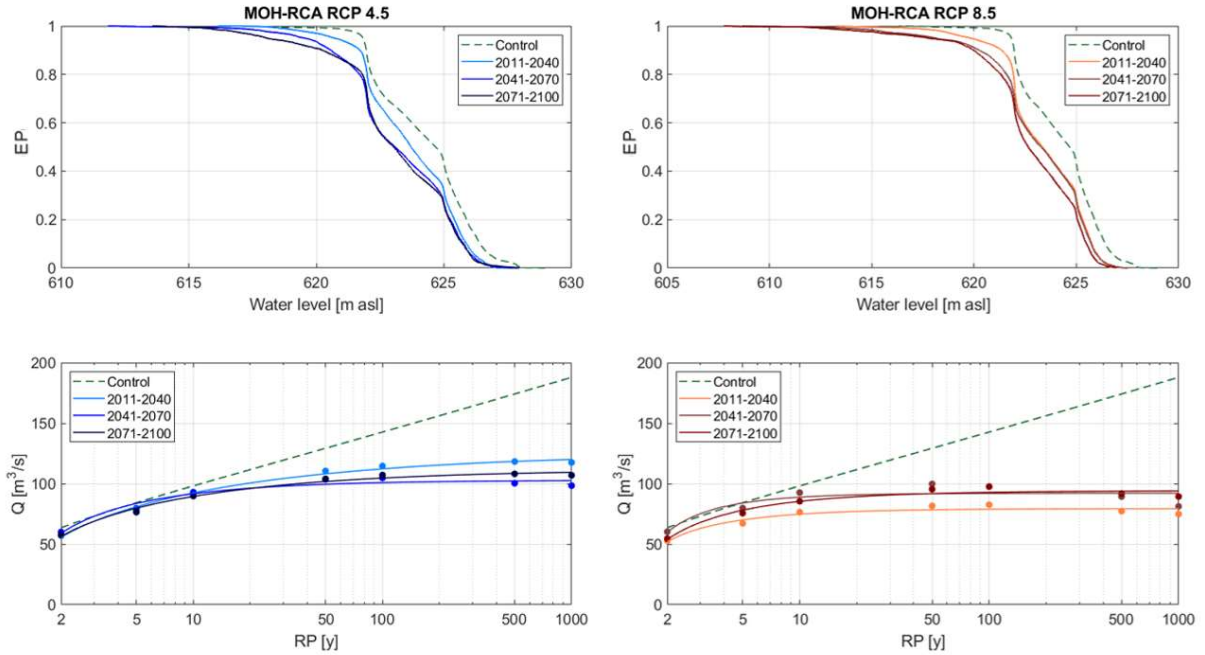 MOH-RCA RCP 4.5
EP
1
0.8
0.6
0.4
0.2
0
Control
2011-2040
2041-2070
2071-2100
610 615 620 625 630
Water level [m asl]
MOH-RCA RCP 8.5
EP
1
0.8
0.6
0.4
0.2
0
Control
2011-2040
2041-2070
2071-2100
605 610 615 620 625 630
Water level [m asl]
Q [m³/s]
200
150
100
50
0
Control
2011-2040
2041-2070
2071-2100
2 5 10 50 100 500 1000
RP [y]
Q [m³/s]
200
150
100
50
0
Control
2011-2040
2041-2070
2071-2100
2 5 10 50 100 500 1000
RP [y]